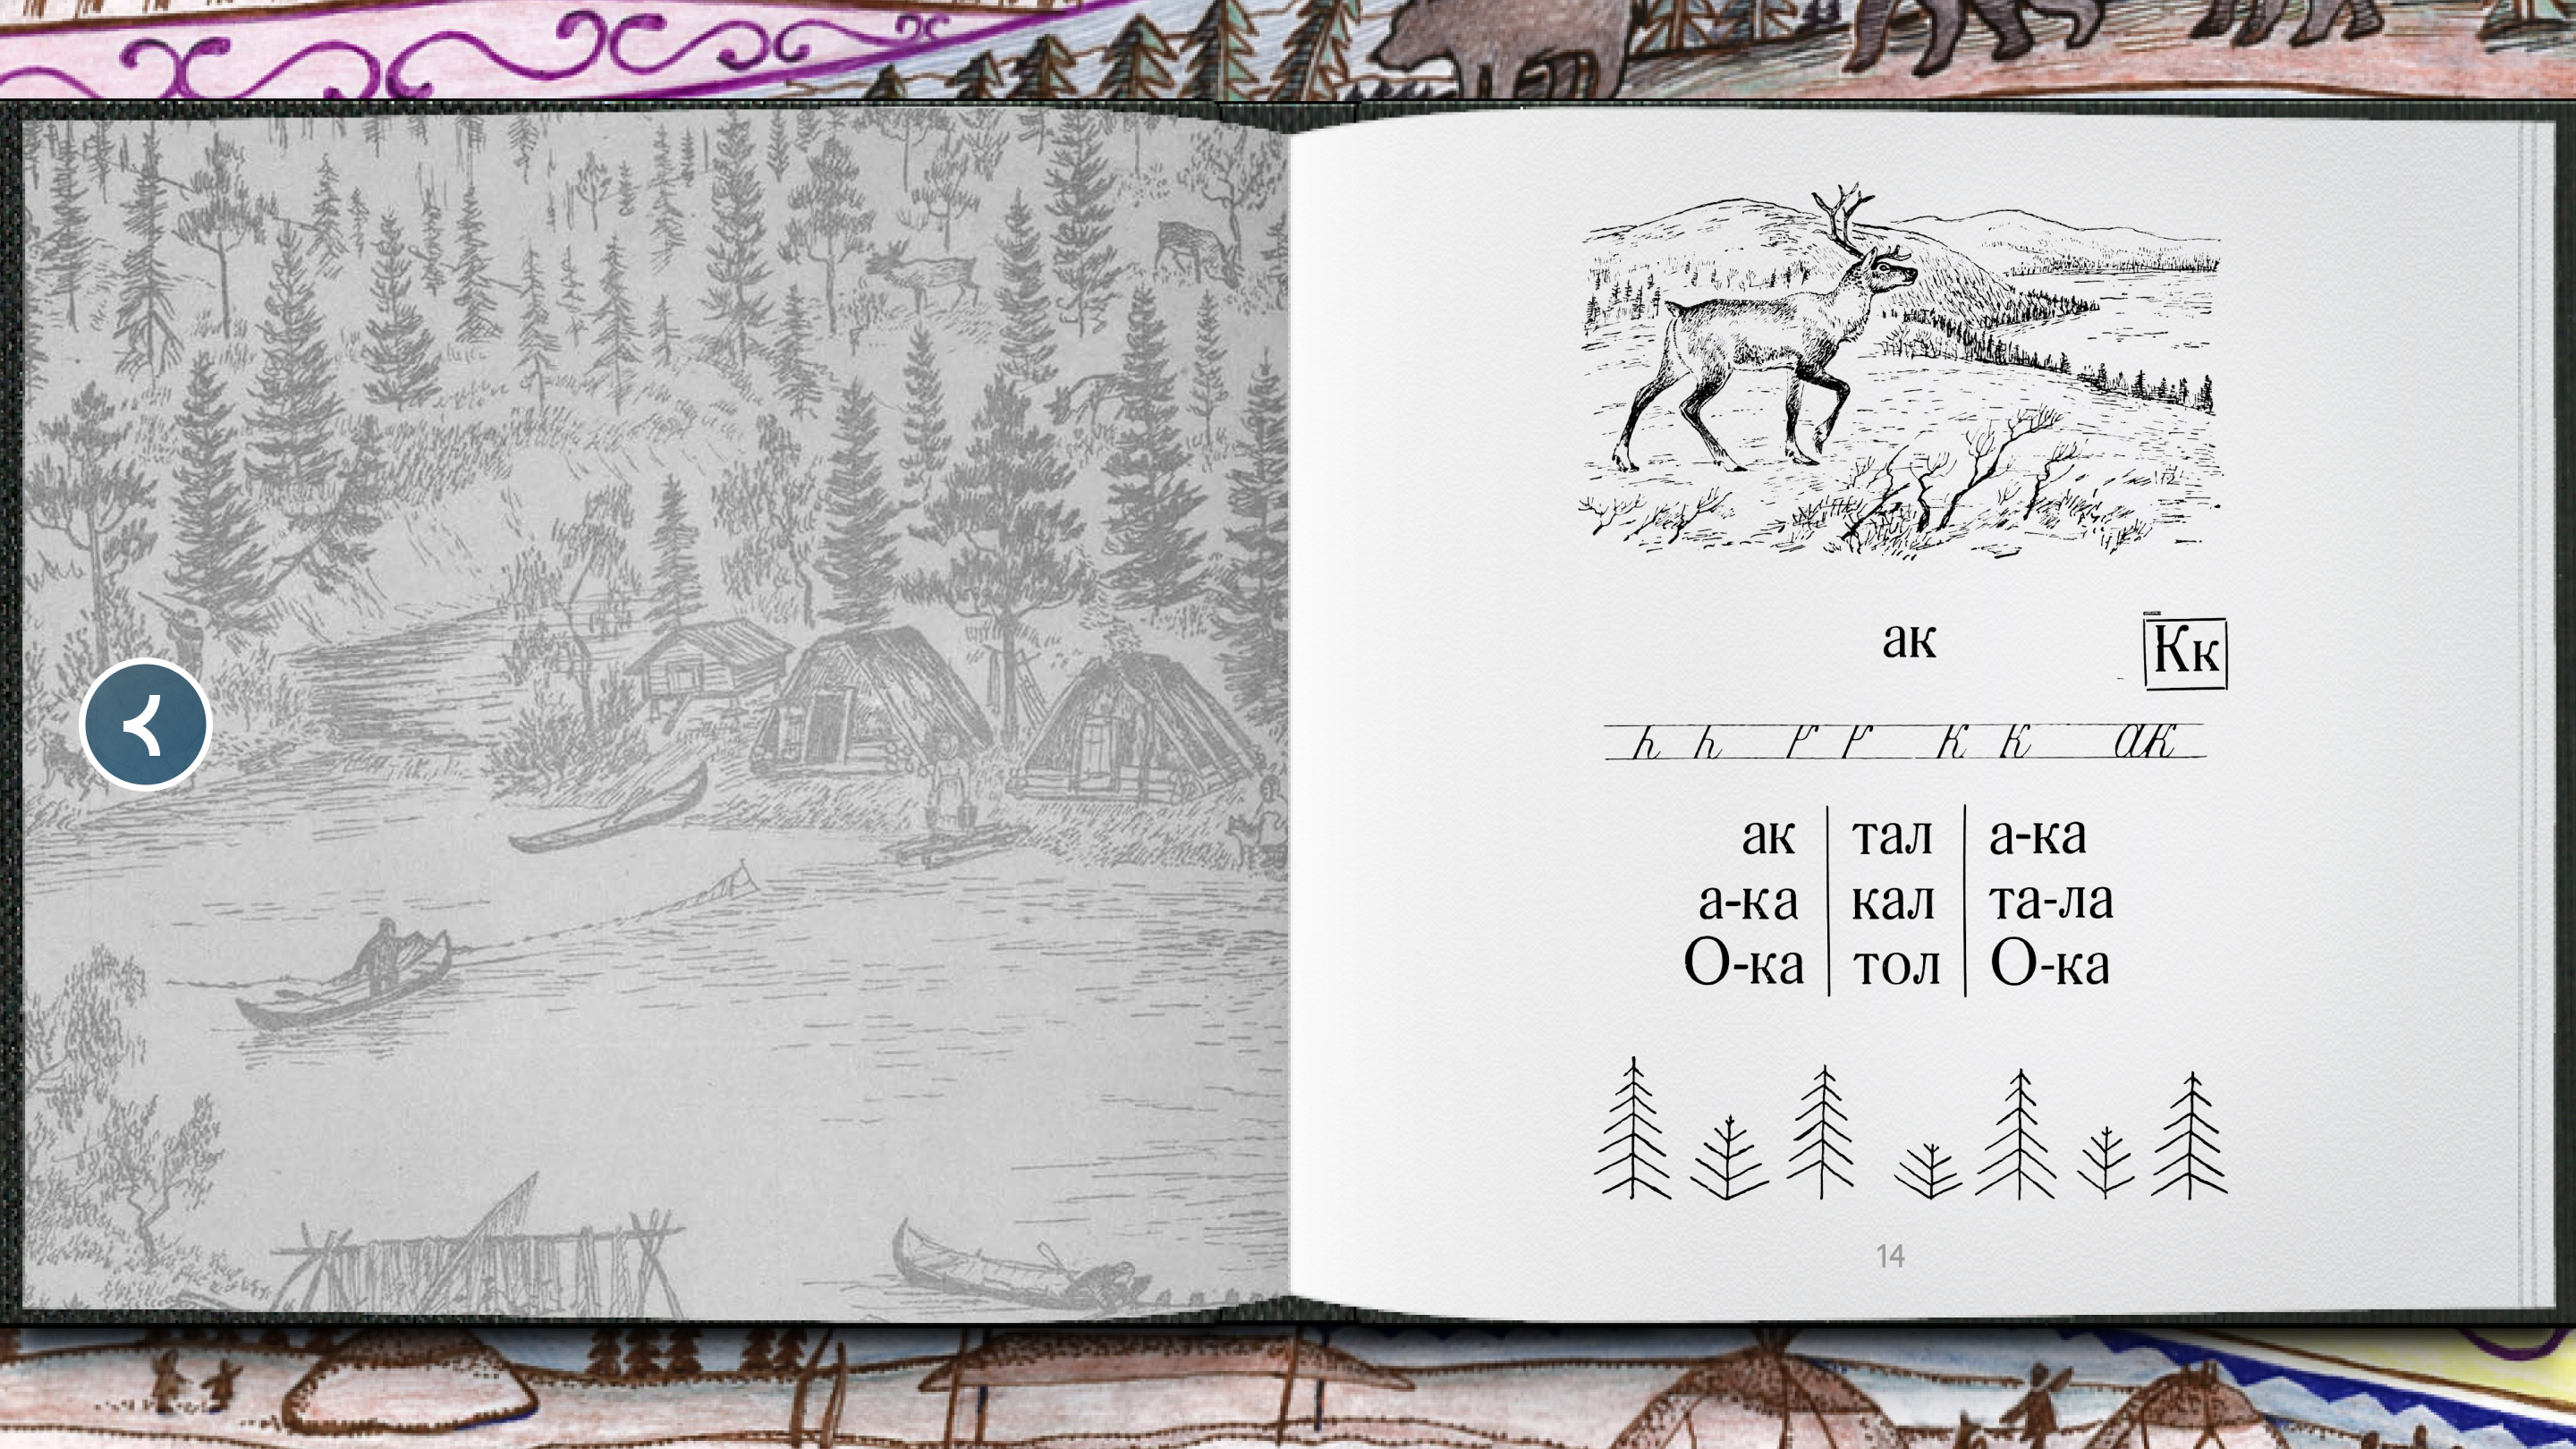 ак
Кк
һ һ г г к к ак
ак тал а-ка
а-ка кал та-ла
О-ка тол О-ка
14